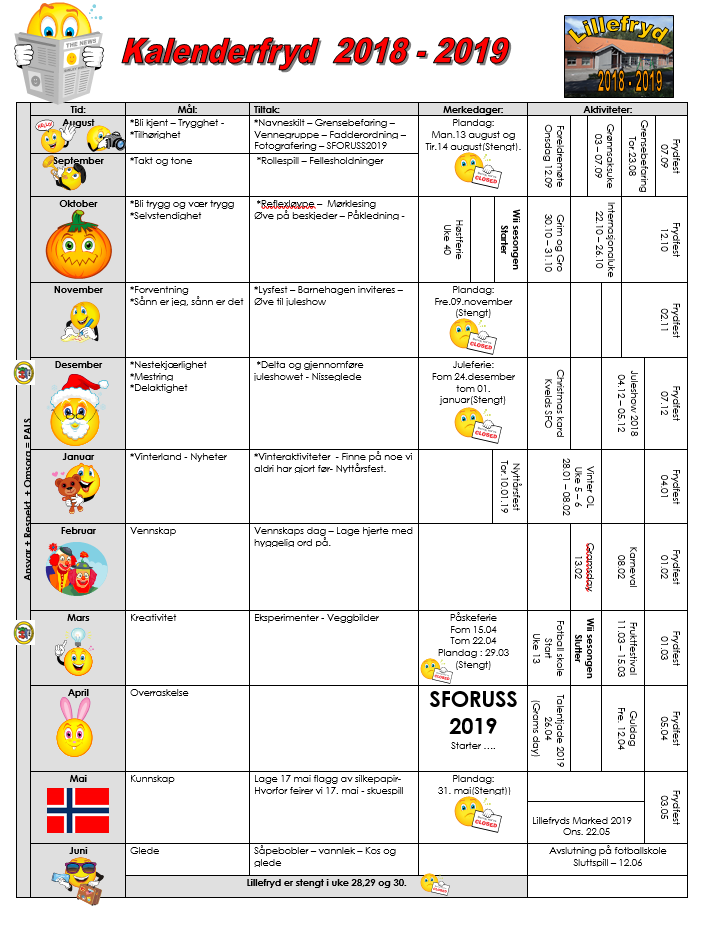 THE NEWS
Kalenderfryd 2018 - 2019
Lillefryd
2018 - 2019
Tid:
Mål:
Tiltak:
Merkedager:
Aktiviteter:
August
*Bli kjent – Trygghet -
*Tilhørighet
*Navneskilt – Grensebefaring –
Vennegruppe – Fadderordning –
Fotografering – SFORUSS2019
Plandag:
Man.13 august og
Tir.14 august(Stengt).
CLOSED
Foreldremøte
Onsdag 12.09
Grønnsaksuke
03 – 07.09
Grensebefaring
Tor.23.08
Frydfest
07.09
September
*Takt og tone
*Rollespill – Fellesholdninger
Oktober
*Bli trygg og vær trygg
*Selvstendighet
*Refleksløype – Mørklesing
Øve på beskjeder – Påkledning -
Høstferie
Uke 40
Wii sesongen
Starter
Grim og Gro
30.10 – 31.10
Internasjonaluke
22.10 – 26.10
Frydfest
12.10
November
*Forventning
*Sånn er jeg, sånn er det
*Lysfest – Barnehagen inviteres –
Øve til juleshow
Plandag:
Fre.09.november
(Stengt)
CLOSED
Frydfest
02.11
Desember
*Nestekjærlighet
*Mestring
*Delaktighet
*Delta og gjennomføre
juleshowet - Nisseglede
Juleferie:
Fom 24.desember
tom 01.
januar(Stengt)
CLOSED
Christmas kard
Kvelds SFO
Juleshow 2018
04.12 – 05.12
Frydfest
07.12
Ansvar + Respekt + Omsorg = PALS
Januar
*Vinterland - Nyheter
*Vinteraktiviteter - Finne på noe vi
aldri har gjort før- Nyttårsfest.
Nyttårsfest
Tor.10.01.19
Vinter OL
Uke 5 – 6
28.01 – 08.02
Frydfest
04.01
Februar
Vennskap
Vennskaps dag – Lage hjerte med
hyggelig ord på.
Gramsday
13.02
Karneval
08.02
Frydfest
01.02
Mars
Kreativitet
Eksperimenter - Veggbilder
Påskeferie
Fom 15.04
Tom 22.04
Plandag : 29.03
(Stengt)
CLOSED
Fotball skole
Start
Uke 13
Wii sesongen
Slutter
Fruktfestival
11.03 – 15.03
Frydfest
01.03
April
Overraskelse
SFORUSS
2019
Starter ….
Talentjade 2019
26.04
(Grams day)
Guldag
Fre. 12.04
Frydfest
05.04
Mai
Kunnskap
Lage 17 mai flagg av silkepapir-
Hvorfor feirer vi 17. mai - skuespill
Plandag:
31. mai(Stengt))
CLOSED
Lillefryds Marked 2019
Ons. 22.05
Frydfest
03.05
Juni
Glede
Såpebobler – vannlek – Kos og
glede
Avslutning på fotballskole
Sluttspill – 12.06
Lillefryd er stengt i uke 28,29 og 30.
CLOSED